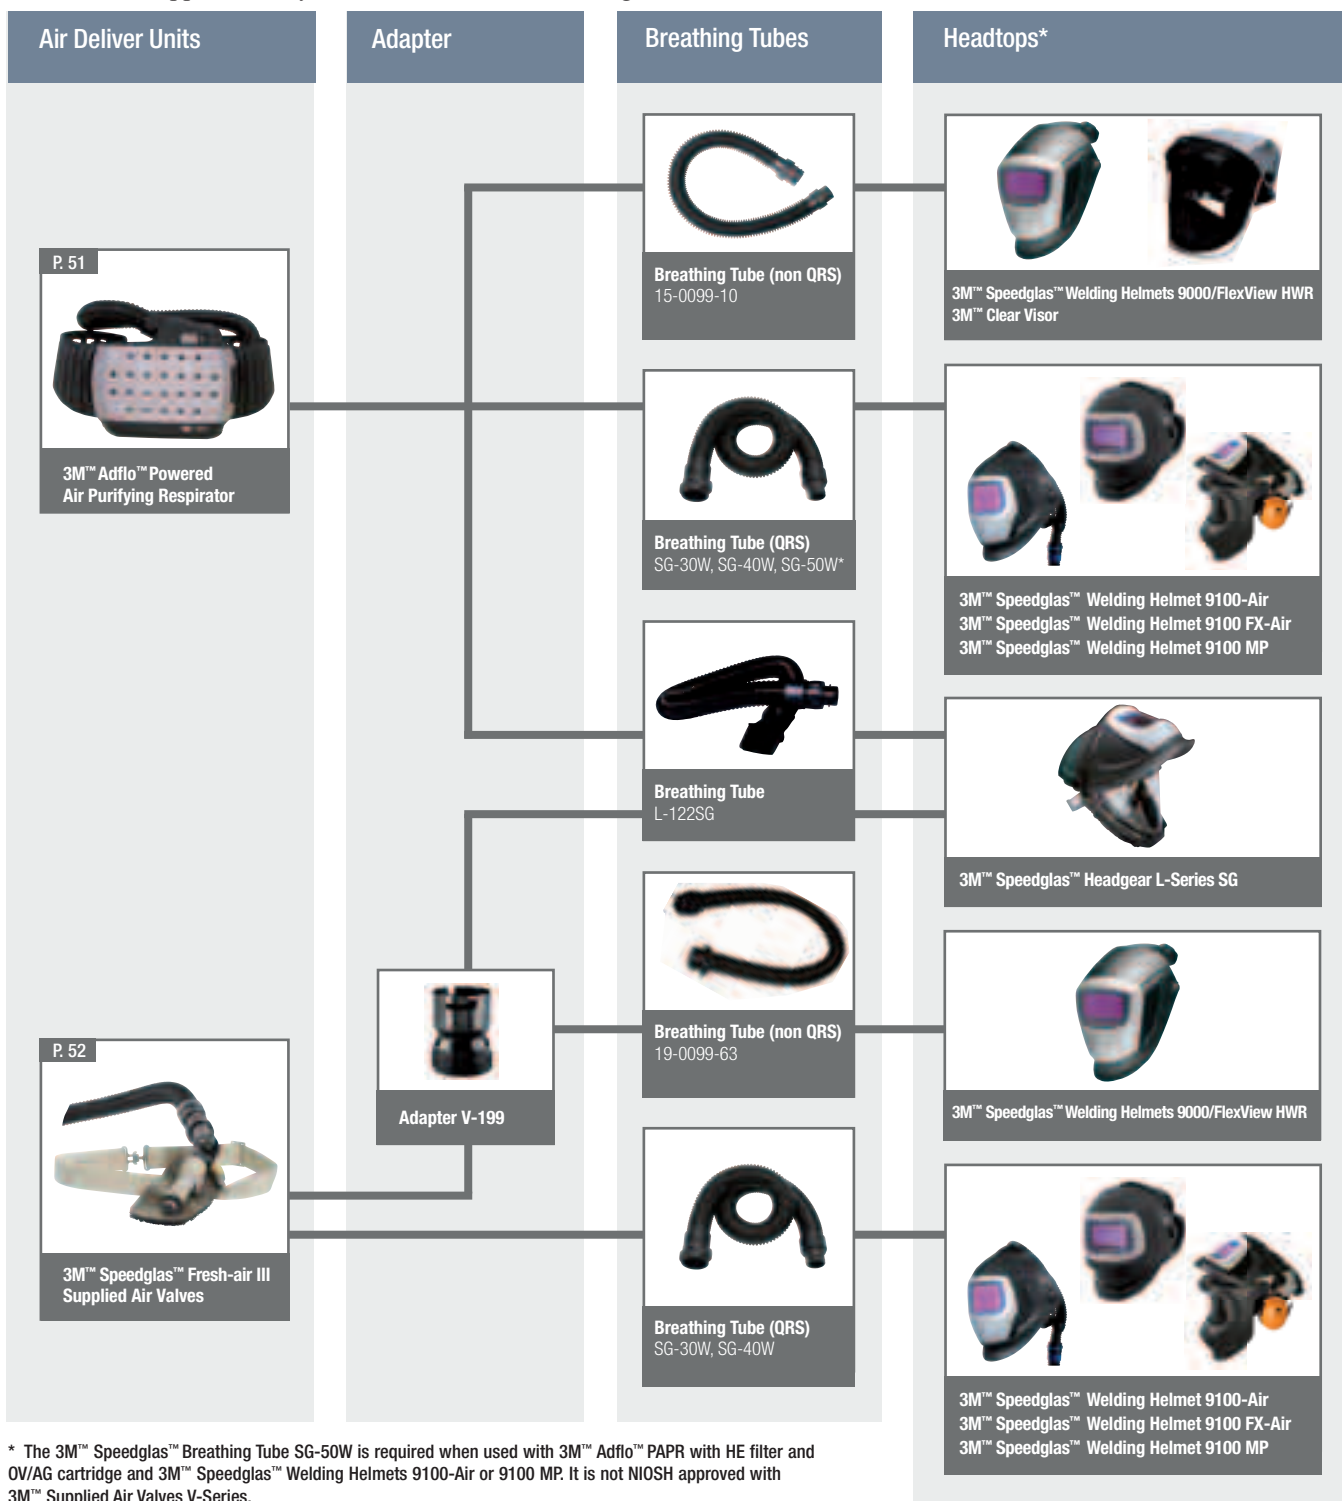 Air Deliver Units
Adapter
Breathing Tubes
Headtops*
P. 51
3M™ Adflo™ Powered
Air Purifying Respirator
Breathing Tube (non QRS)
15-0099-10
3M™ Speedglas™ Welding Helmets 9000/FlexView HWR
3M™ Clear Visor
Breathing Tube (QRS)
SG-30W, SG-40W, SG-50W*
3M™ Speedglas™ Welding Helmet 9100-Air
3M™ Speedglas™ Welding Helmet 9100 FX-Air
3M™ Speedglas™ Welding Helmet 9100 MP
Breathing Tube
L-122SG
3M™ Speedglas™ Headgear L-Series SG
P. 52
3M™ Speedglas™ Fresh-air III
Supplied Air Valves
Adapter V-199
Breathing Tube (non QRS)
19-0099-63
3M™ Speedglas™ Welding Helmets 9000/FlexView HWR
Breathing Tube (QRS)
SG-30W, SG-40W
3M™ Speedglas™ Welding Helmet 9100-Air
3M™ Speedglas™ Welding Helmet 9100 FX-Air
3M™ Speedglas™ Welding Helmet 9100 MP
* The 3M™ Speedglas™ Breathing Tube SG-50W is required when used with 3M™ Adflo™ PAPR with HE filter and
OV/AG cartridge and 3M™ Speedglas™ Welding Helmets 9100-Air or 9100 MP. It is not NIOSH approved with
3M™ Supplied Air Valves V-Series.